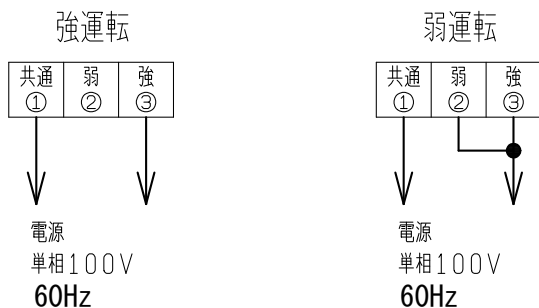 強運転
共通 弱 強
① ② ③
電源
単相100V
60Hz
弱運転
共通 弱 強
① ② ③
電源
単相100V
60Hz